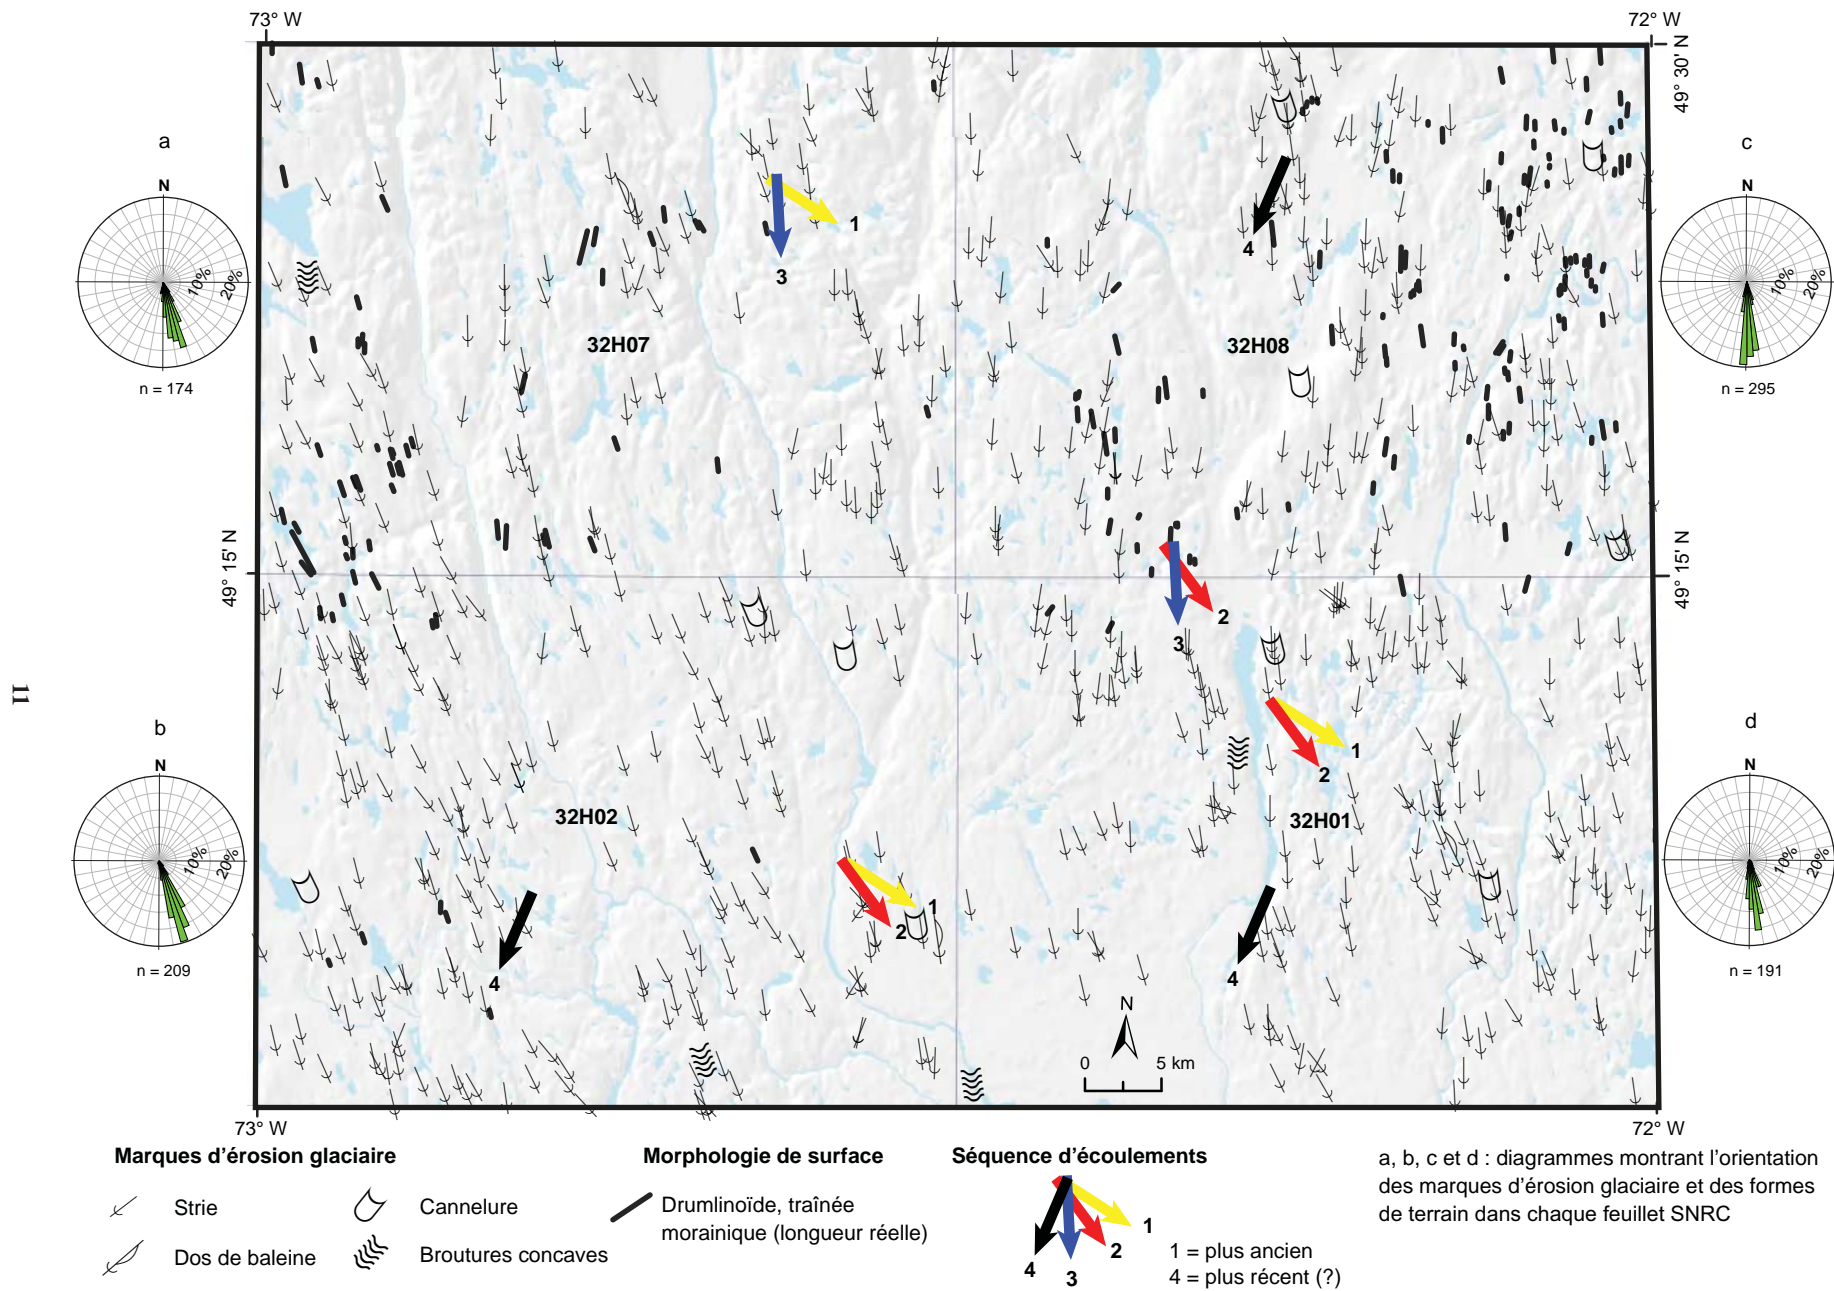 73° W
72° W
49° 30' N
a
N
10%
20%
n = 174
c
N
10%
20%
n = 295
1
3
4
32H07
32H08
49° 15' N
49° 15' N
2
3
11
b
N
10%
20%
n = 209
d
N
10%
20%
n = 191
1
2
32H02
32H01
1
2
4
4
N
0 5 km
73° W
72° W
Marques d'érosion glaciaire
Strie
Dos de baleine
Cannelure
Broutures concaves
Morphologie de surface
Drumlinoïde, traînée
morainique (longueur réelle)
Séquence d'écoulements
1
2
3
4
1 = plus ancien
4 = plus récent (?)
a, b, c et d : diagrammes montrant l'orientation
des marques d'érosion glaciaire et des formes
de terrain dans chaque feuillet SNRC